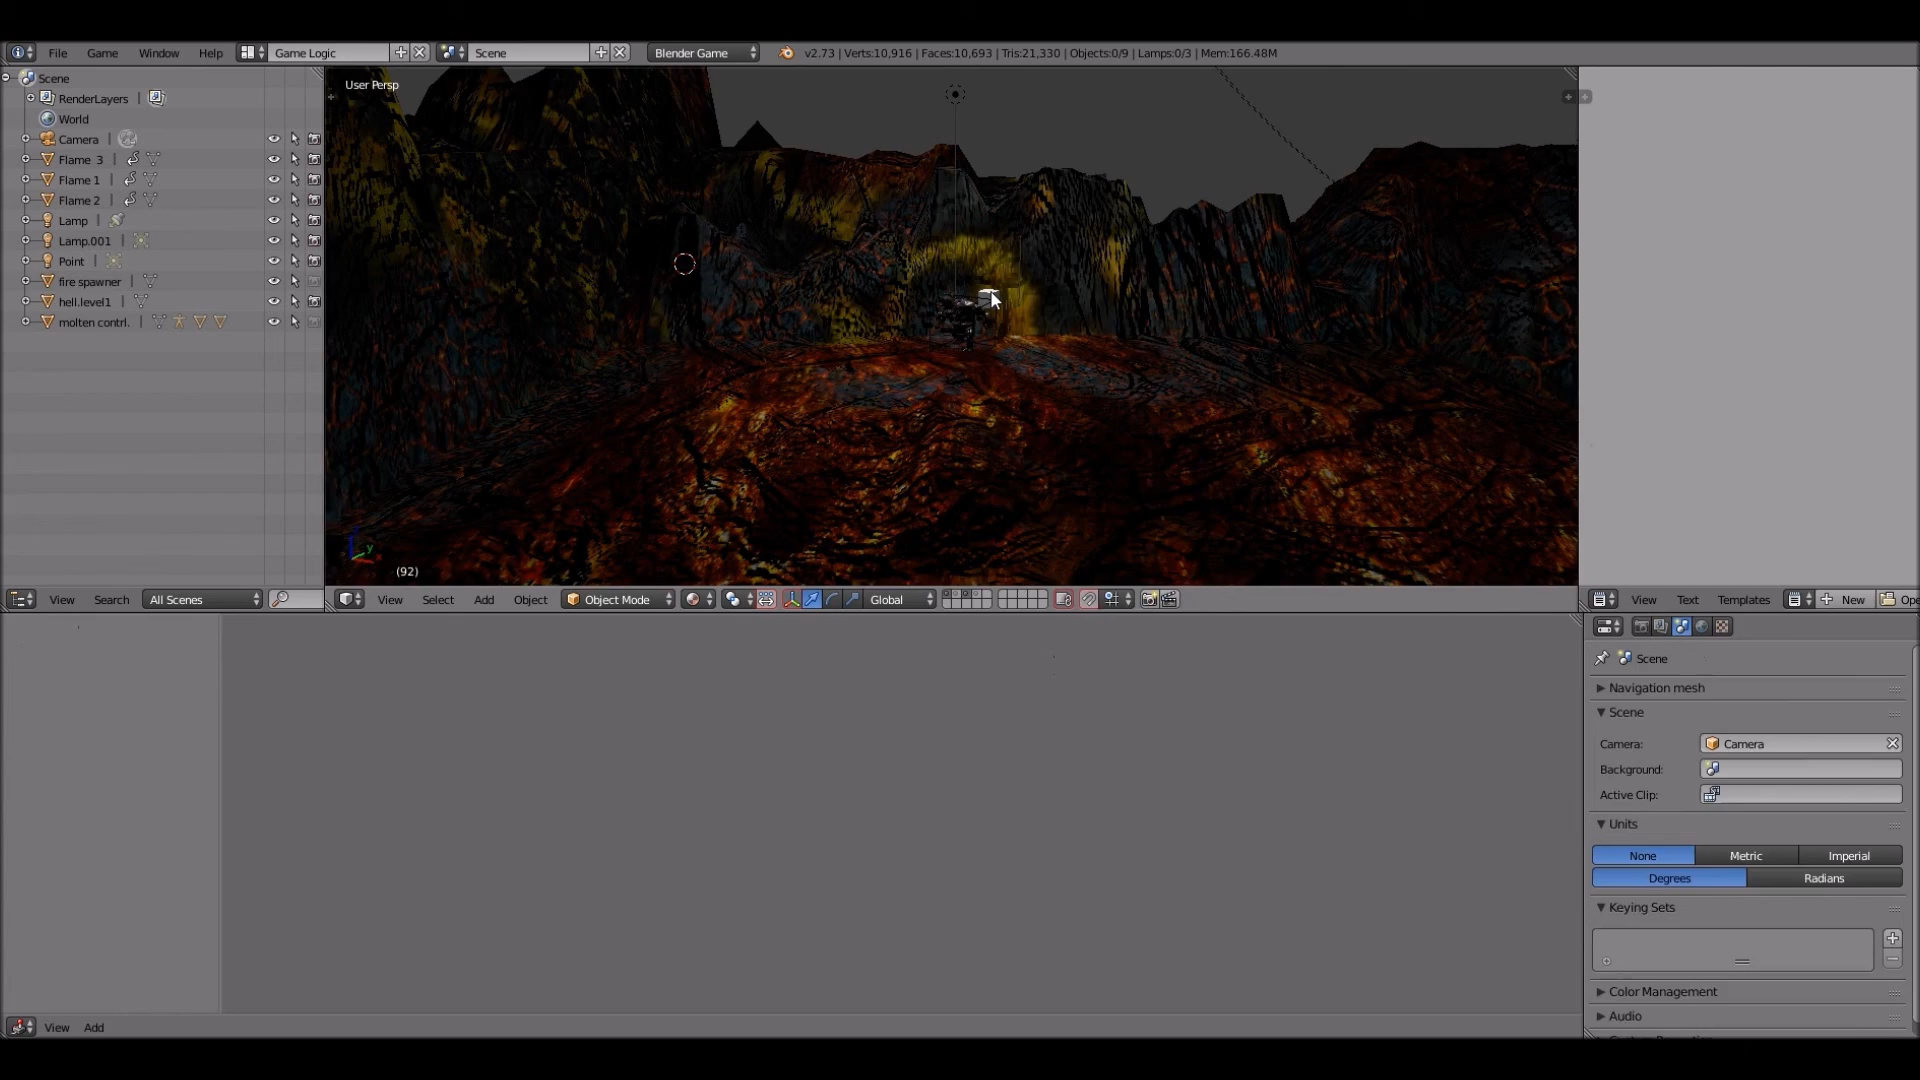 File Game Window Help Game Logic Scene Blender Game v2.73 | Verts:10,916 | Faces:10,693 | Tris:21,330 | Objects:0/9 | Lamps:0/3 | Mem:166.48M
Scene
RenderLayers |
World
Camera |
Flame 3 |
Flame 1 |
Flame 2 |
Lamp |
Lamp.001 |
Point |
fire spawner |
hell.level1 |
molten contrl. |
User Persp
(92)
View Search All Scenes
View Select Add Object Object Mode Global
View Text Templates New Ope
Scene
Navigation mesh
Scene
Camera: Camera
Background:
Active Clip:
Units
None Metric Imperial
Degrees Radians
Keying Sets
Color Management
Audio
View Add